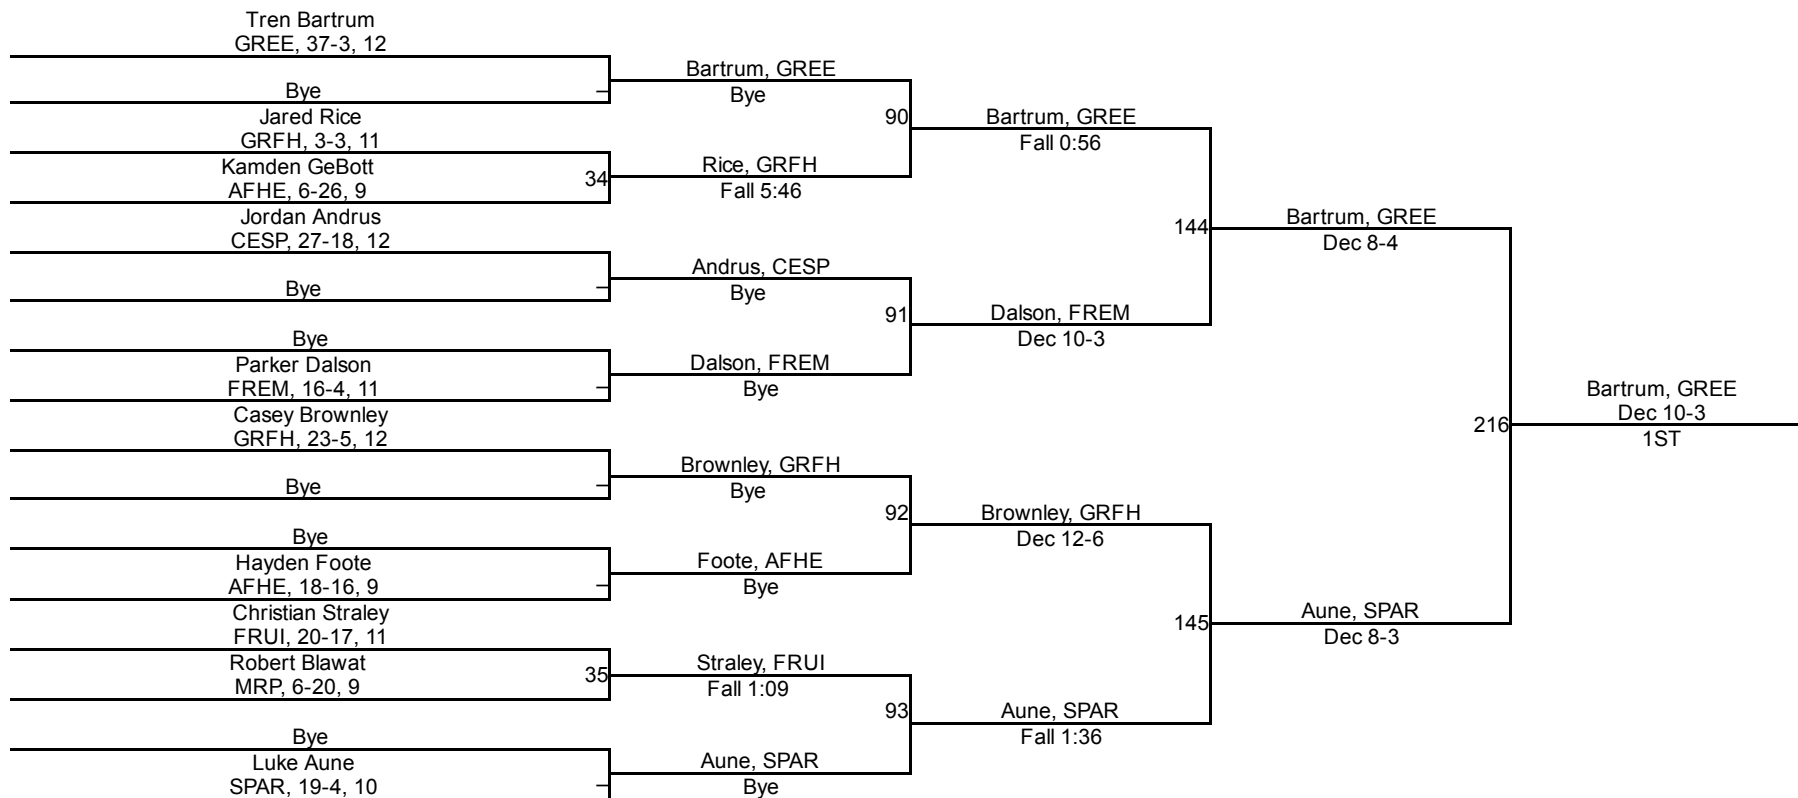 Tren Bartrum
GREE, 37-3, 12
Bye
Jared Rice
GRFH, 3-3, 11
Kamden GeBott
AFHE, 6-26, 9
Jordan Andrus
CESP, 27-18, 12
Bye
Bye
Parker Dalson
FREM, 16-4, 11
Casey Brownley
GRFH, 23-5, 12
Bye
Bye
Hayden Foote
AFHE, 18-16, 9
Christian Straley
FRUI, 20-17, 11
Robert Blawat
MRP, 6-20, 9
Bye
Luke Aune
SPAR, 19-4, 10
34
35
Bartrum, GREE
Bye
Rice, GRFH
Fall 5:46
Andrus, CESP
Bye
Dalson, FREM
Bye
Brownley, GRFH
Bye
Foote, AFHE
Bye
Straley, FRUI
Fall 1:09
Aune, SPAR
Bye
90
91
92
93
Bartrum, GREE
Fall 0:56
Dalson, FREM
Dec 10-3
Brownley, GRFH
Dec 12-6
Aune, SPAR
Fall 1:36
144
145
Bartrum, GREE
Dec 8-4
Aune, SPAR
Dec 8-3
216
Bartrum, GREE
Dec 10-3
1ST